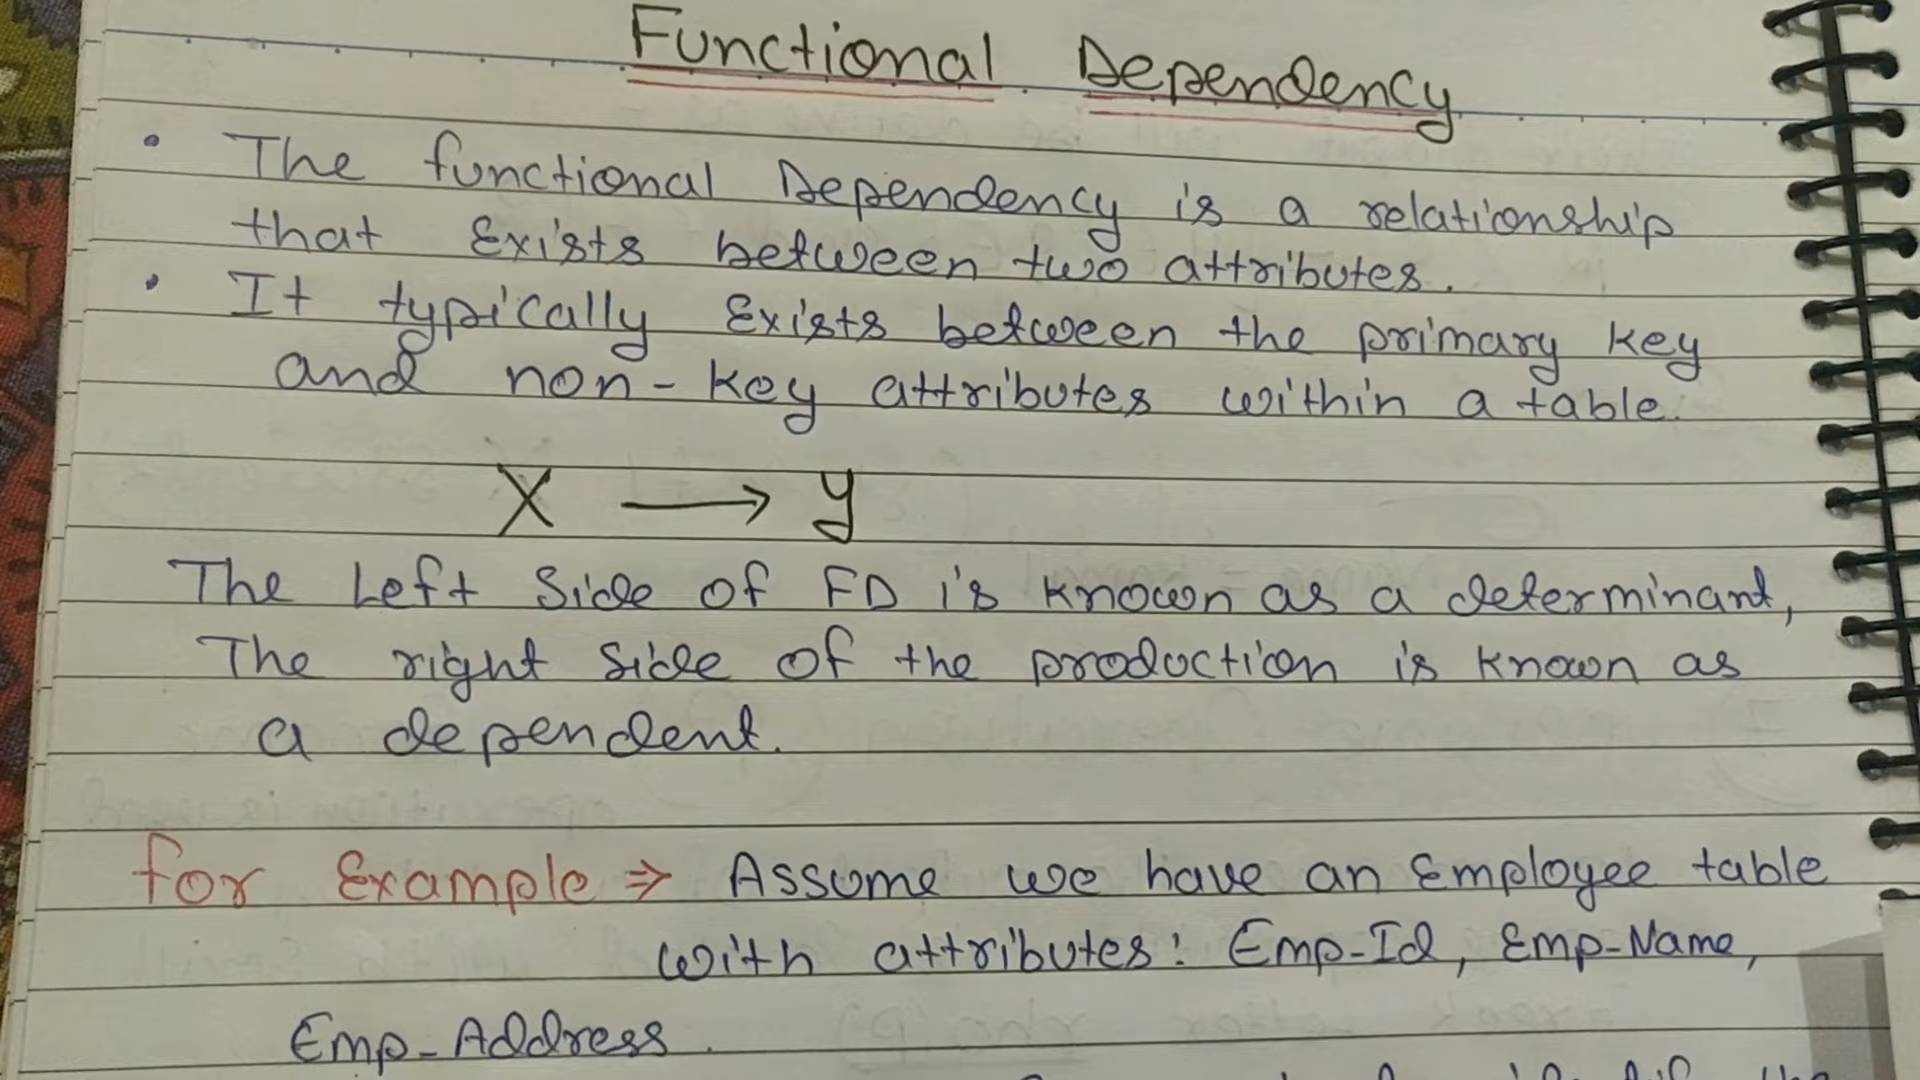 Functional Dependency
• The functional Dependency is a relationship
that Exists between two attributes.
• It typically Exists between the primary key
and non-key attributes within a table.
X → y
The Left Side of FD is known as a determinant,
The right side of the production is known as
a dependent.
for Example ⇒ Assume we have an Employee table
with attributes: Emp-Id, Emp-Name,
Emp-Address.